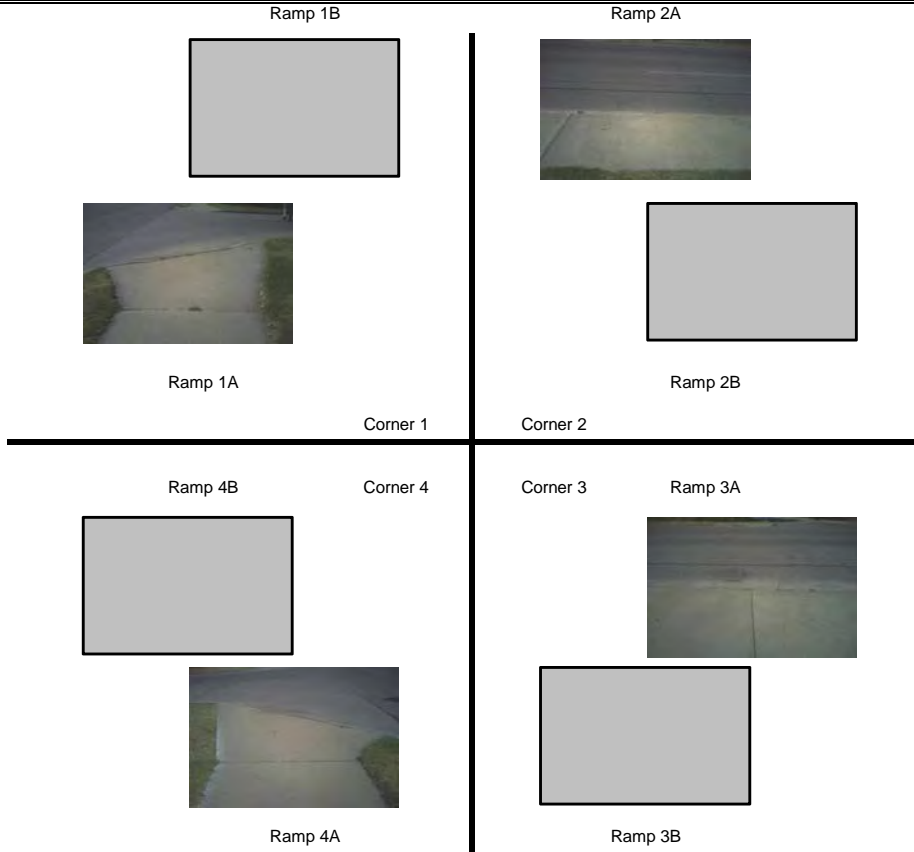 Ramp 1B Ramp 2A
Ramp 1A Ramp 2B
Corner 1 Corner 2
Ramp 4B Corner 4 Corner 3 Ramp 3A
Ramp 4A Ramp 3B